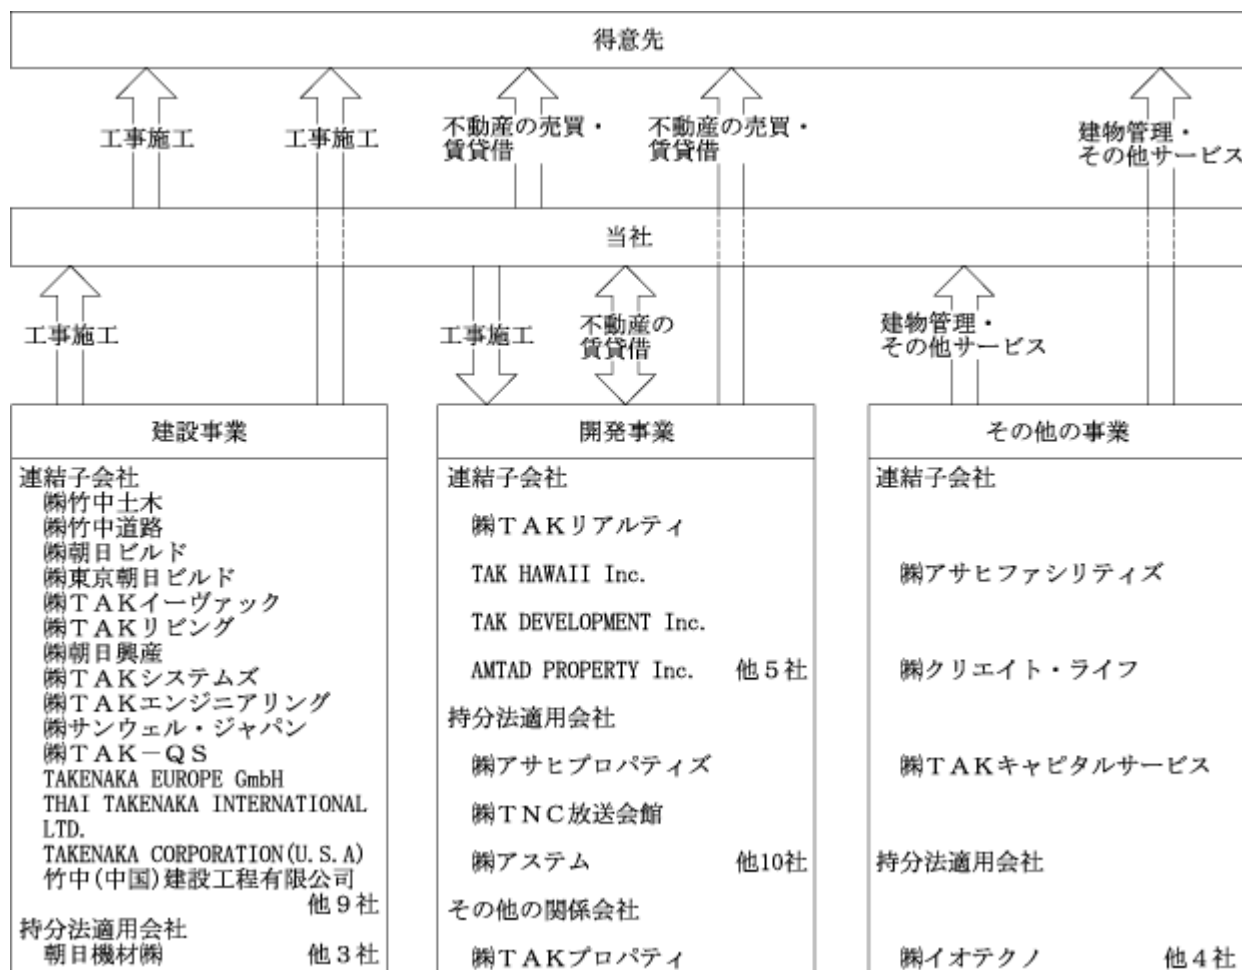 得意先
工事施工
工事施工
不動産の売買・
賃貸借
不動産の売買・
賃貸借
建物管理・
その他サービス
当社
工事施工
工事施工
不動産の
賃貸借
建物管理・
その他サービス
建設事業
連結子会社
㈱竹中土木
㈱竹中道路
㈱朝日ビルド
㈱東京朝日ビルド
㈱ＴＡＫイーヴァック
㈱ＴＡＫリビング
㈱朝日興産
㈱ＴＡＫシステムズ
㈱ＴＡＫエンジニアリング
㈱サンウェル・ジャパン
㈱ＴＡＫ－ＱＳ
TAKENAKA EUROPE GmbH
THAI TAKENAKA INTERNATIONAL
LTD.
TAKENAKA CORPORATION(U.S.A)
竹中(中国)建設工程有限公司
他９社
持分法適用会社
朝日機材㈱ 他３社
開発事業
連結子会社
㈱ＴＡＫリアルティ
TAK HAWAII Inc.
TAK DEVELOPMENT Inc.
AMTAD PROPERTY Inc. 他５社
持分法適用会社
㈱アサヒプロパティズ
㈱ＴＮＣ放送会館
㈱アステム 他10社
その他の関係会社
㈱ＴＡＫプロパティ
その他の事業
連結子会社
㈱アサヒファシリティズ
㈱クリエイト・ライフ
㈱ＴＡＫキャピタルサービス
持分法適用会社
㈱イオテクノ 他４社